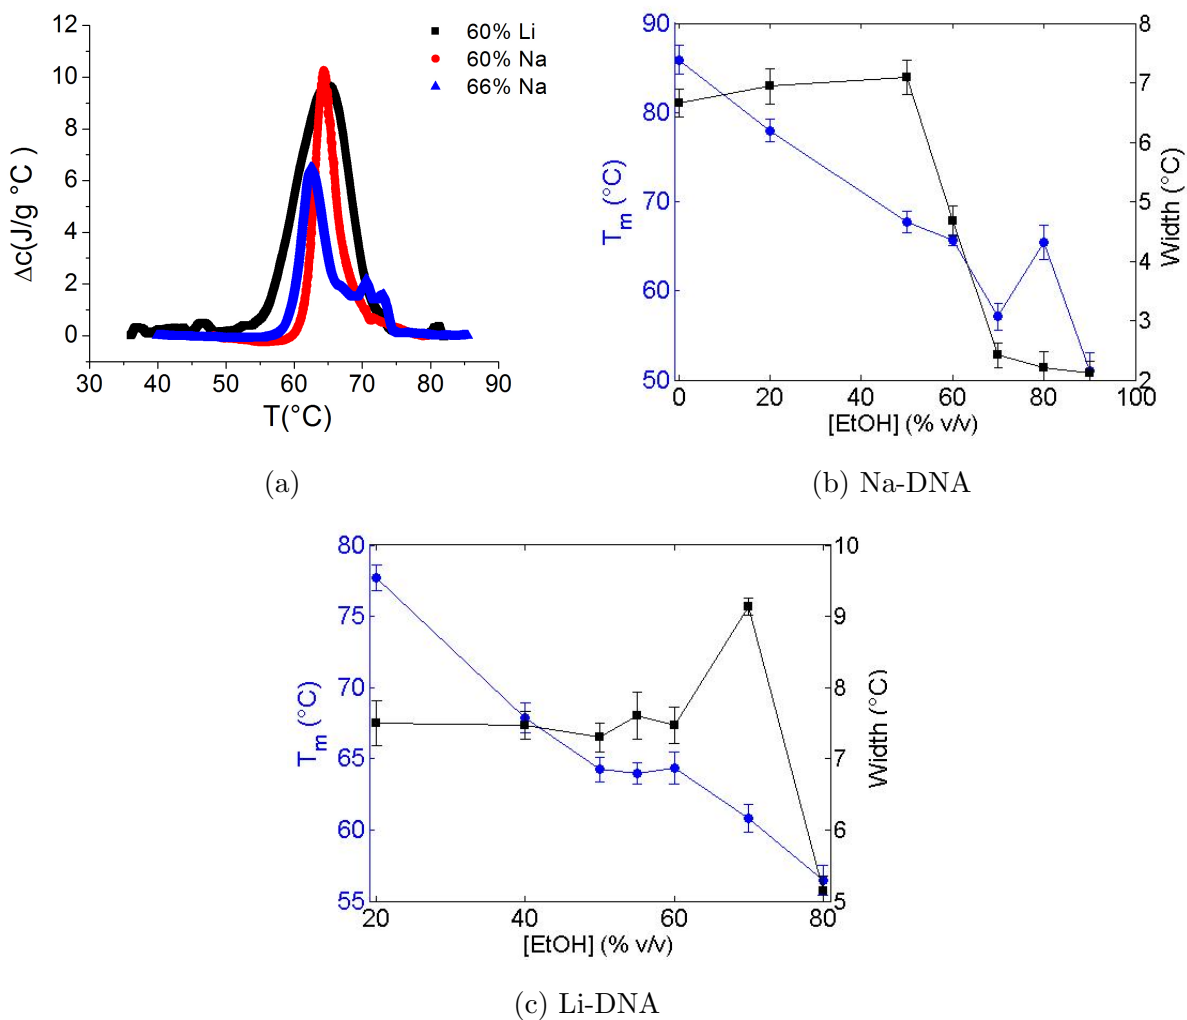 12
10
8
6
4
2
0
Δc(J/g °C )
60% Li
60% Na
66% Na
30 40 50 60 70 80 90
T(°C)
(a)
90
80
70
60
50
Tm (°C)
8
7
6
5
4
3
2
Width (°C)
0 20 40 60 80 100
[EtOH] (% v/v)
(b) Na-DNA
80
75
70
65
60
55
Tm (°C)
10
9
8
7
6
5
Width (°C)
20 40 60 80
[EtOH] (% v/v)
(c) Li-DNA